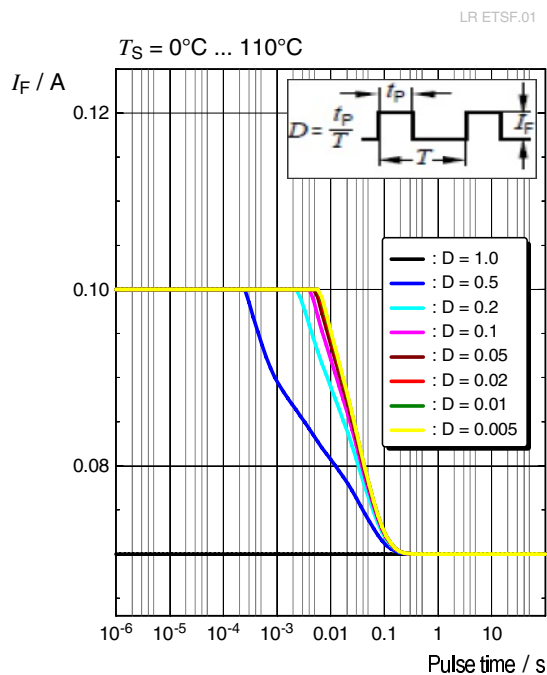 LR ETSF.01
TS = 0°C ... 110°C
IF / A
0.12
0.10
0.08
D = tP/T
tP
T
IF
: D = 1.0
: D = 0.5
: D = 0.2
: D = 0.1
: D = 0.05
: D = 0.02
: D = 0.01
: D = 0.005
10-6 10-5 10-4 10-3 0.01 0.1 1 10
Pulse time / s